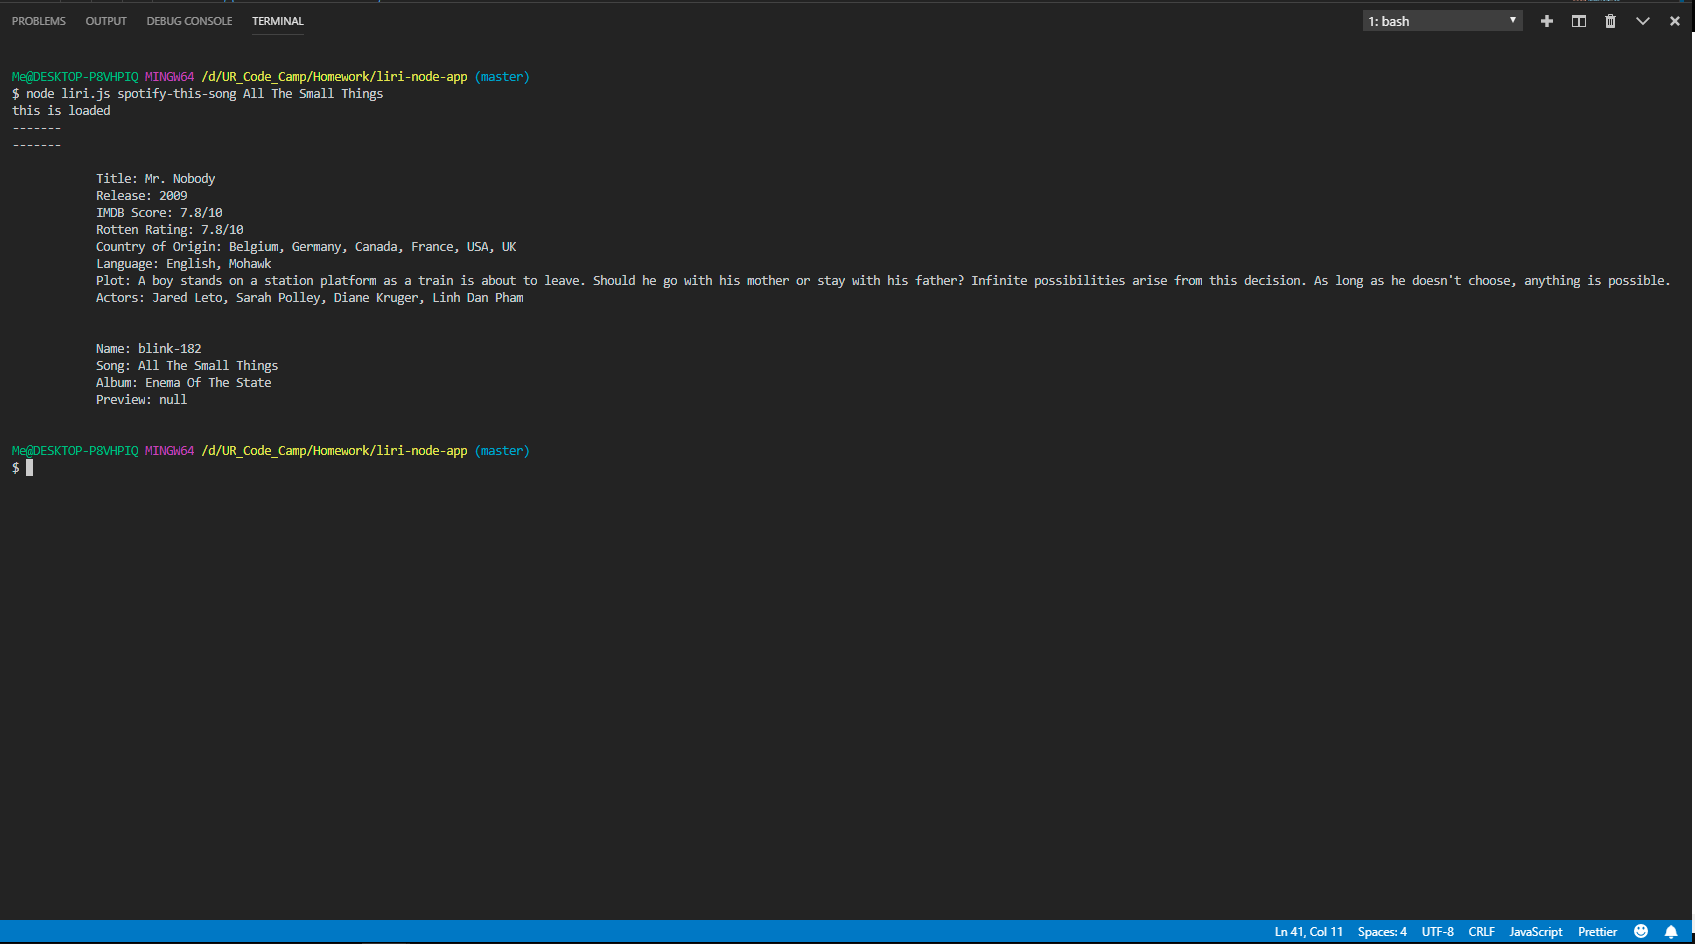 PROBLEMS OUTPUT DEBUG CONSOLE TERMINAL 1: bash
Me@DESKTOP-P8VHPIQ MINGW64 /d/UR_Code_Camp/Homework/liri-node-app (master)
$ node liri.js spotify-this-song All The Small Things
this is loaded
-------
-------
Title: Mr. Nobody
Release: 2009
IMDB Score: 7.8/10
Rotten Rating: 7.8/10
Country of Origin: Belgium, Germany, Canada, France, USA, UK
Language: English, Mohawk
Plot: A boy stands on a station platform as a train is about to leave. Should he go with his mother or stay with his father? Infinite possibilities arise from this decision. As long as he doesn't choose, anything is possible.
Actors: Jared Leto, Sarah Polley, Diane Kruger, Linh Dan Pham
Name: blink-182
Song: All The Small Things
Album: Enema Of The State
Preview: null
Me@DESKTOP-P8VHPIQ MINGW64 /d/UR_Code_Camp/Homework/liri-node-app (master)
$
Ln 41, Col 11 Spaces: 4 UTF-8 CRLF JavaScript Prettier